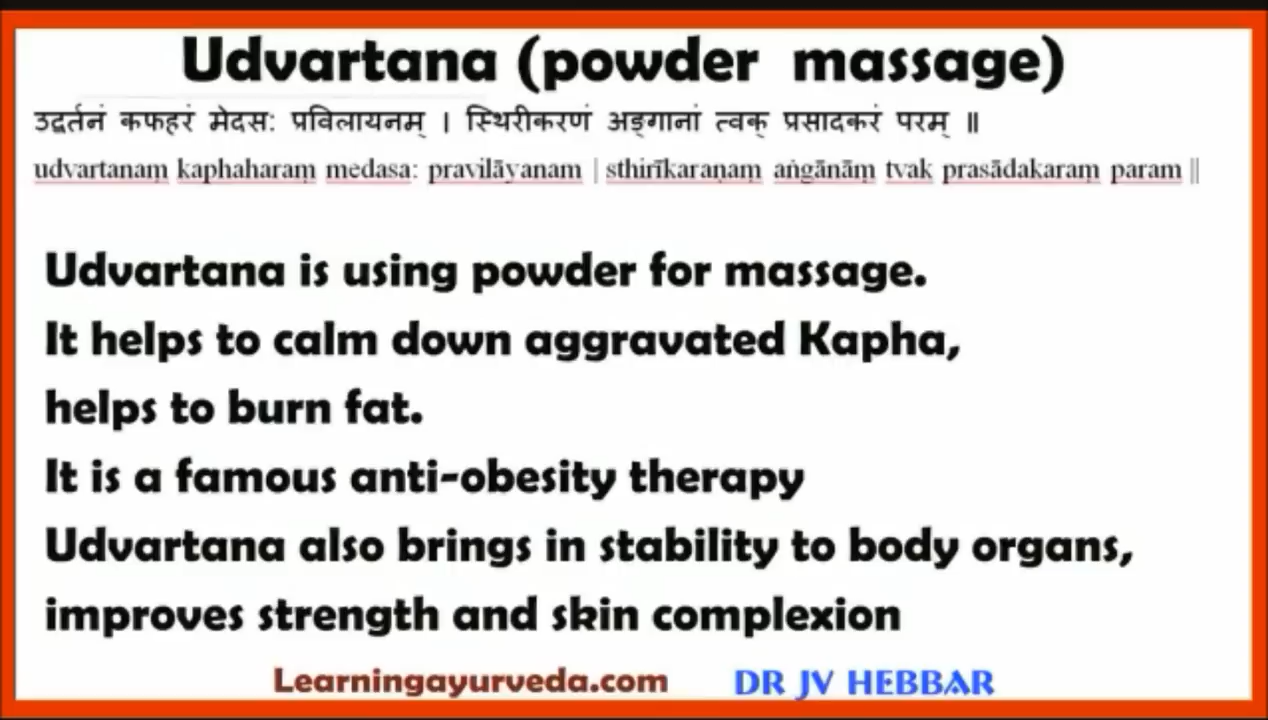 Udvartana (powder massage)
उद्वर्तनं कफहरं मेदस: प्रविलायनम् । स्थिरीकरणं अङ्गानां त्वक् प्रसादकरं परम् ॥
udvartanaṃ kaphaharaṃ medasa: pravilāyanam | sthirīkaraṇaṃ aṅgānāṃ tvak prasādakaraṃ param ||
Udvartana is using powder for massage.
It helps to calm down aggravated Kapha,
helps to burn fat.
It is a famous anti-obesity therapy
Udvartana also brings in stability to body organs,
improves strength and skin complexion
Learningayurveda.com DR JV HEBBAR